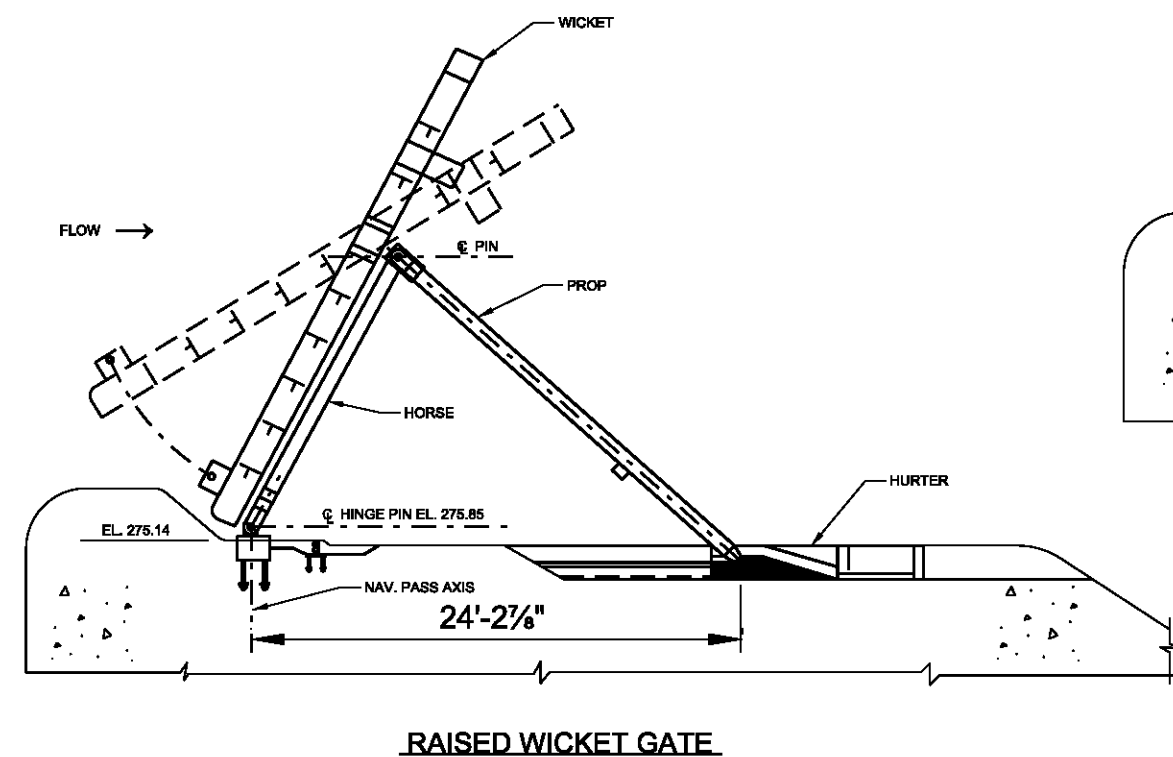 WICKET
FLOW
℄ PIN
PROP
HORSE
HURTER
℄ HINGE PIN EL. 275.85
EL. 275.14
NAV. PASS AXIS
24'-2⅞"
RAISED WICKET GATE